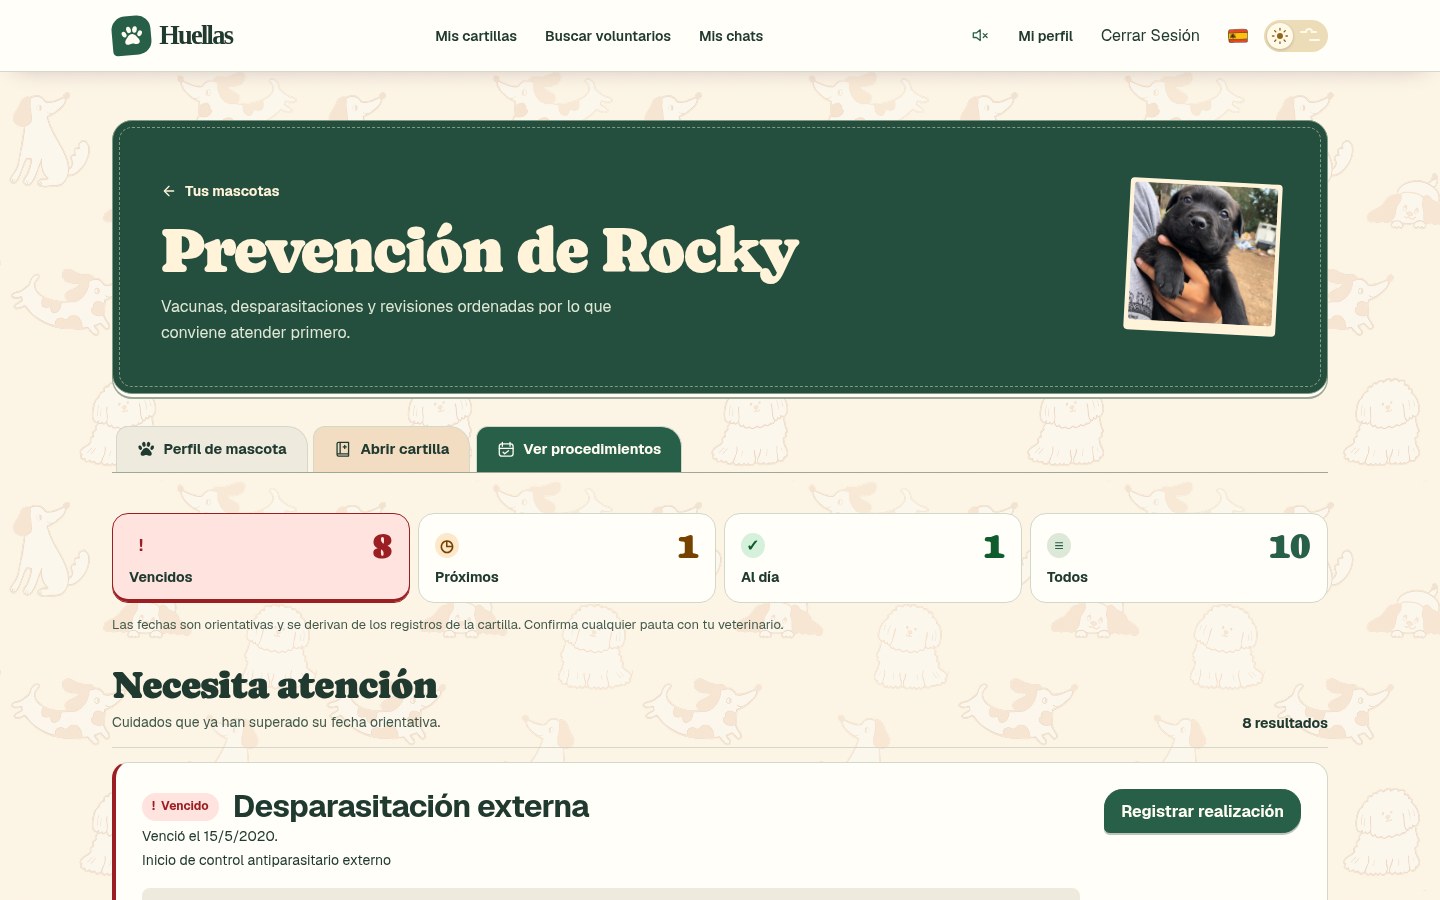 Huellas
Mis cartillas
Buscar voluntarios
Mis chats
Mi perfil
Cerrar Sesión
Tus mascotas
Prevención de Rocky
Vacunas, desparasitaciones y revisiones ordenadas por lo que
conviene atender primero.
Perfil de mascota
Abrir cartilla
Ver procedimientos
! 8
Vencidos
1
Próximos
✓ 1
Al día
≡ 10
Todos
Las fechas son orientativas y se derivan de los registros de la cartilla. Confirma cualquier pauta con tu veterinario.
Necesita atención
Cuidados que ya han superado su fecha orientativa.
8 resultados
! Vencido
Desparasitación externa
Registrar realización
Venció el 15/5/2020.
Inicio de control antiparasitario externo